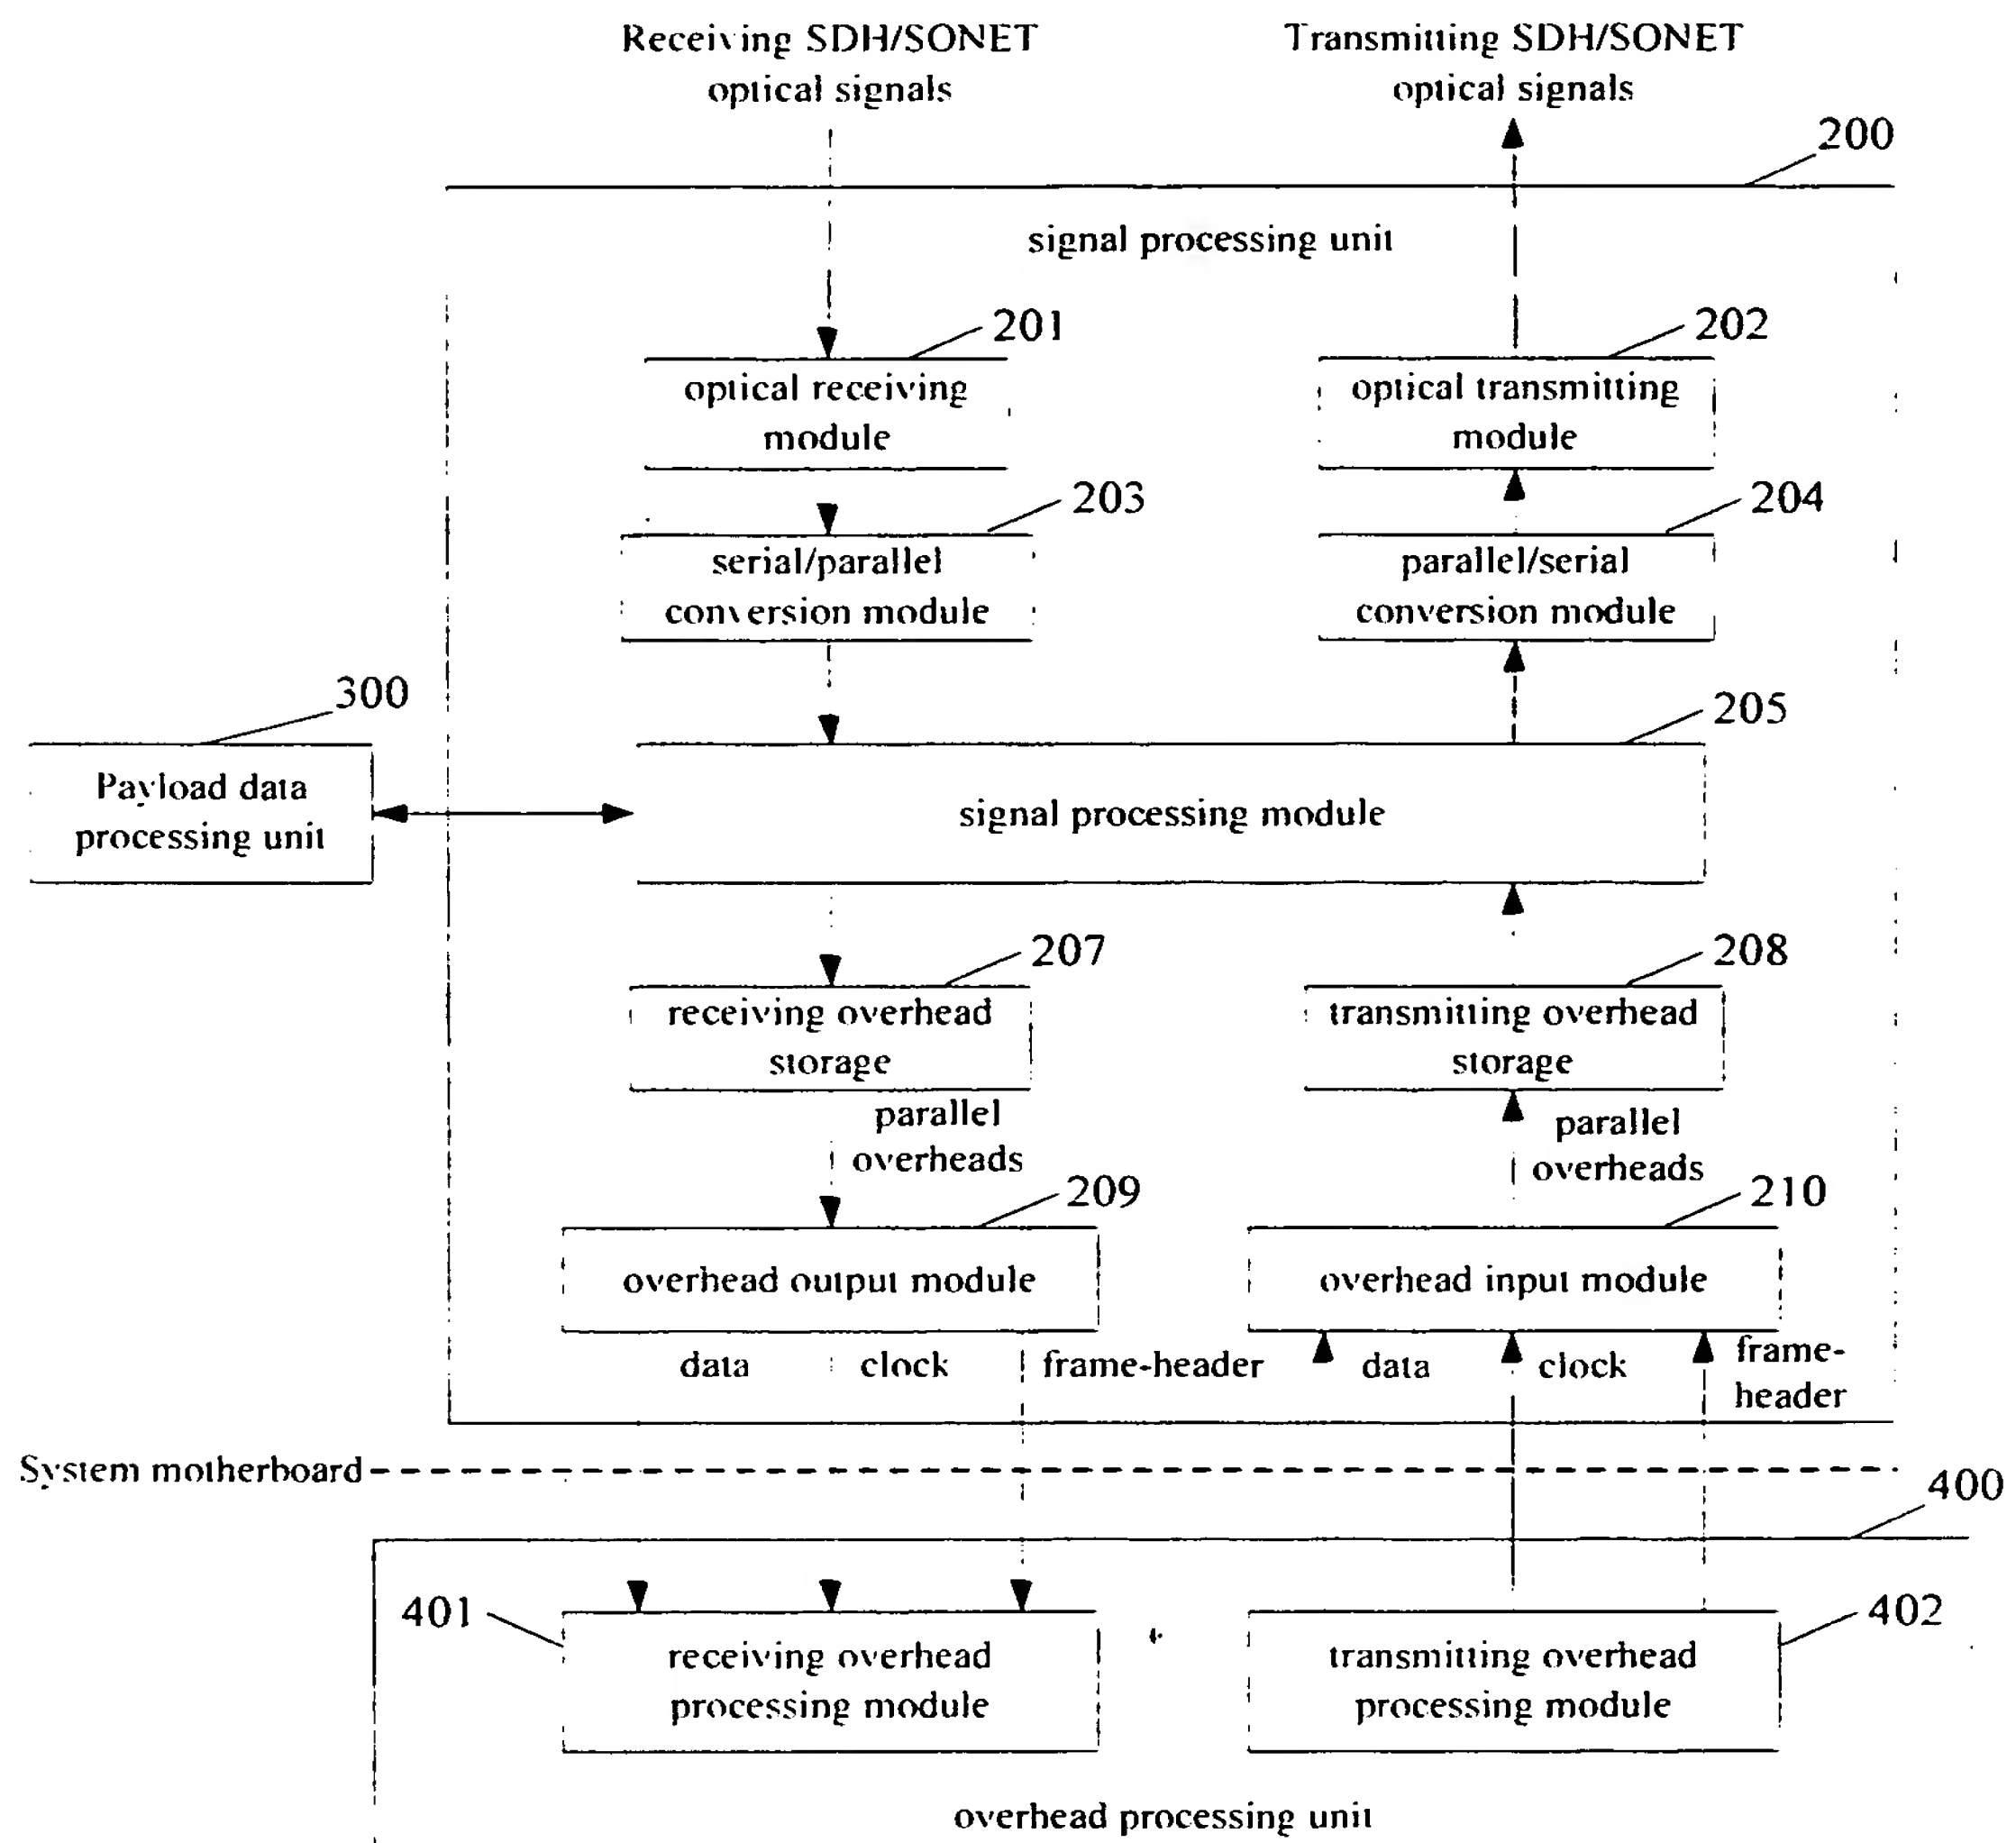 Receiving SDH/SONET
optical signals
Transmitting SDH/SONET
optical signals
200
signal processing unit
201
202
optical receiving
module
optical transmitting
module
203
204
serial/parallel
conversion module
parallel/serial
conversion module
300
205
Payload data
processing unit
signal processing module
207
208
receiving overhead
storage
transmitting overhead
storage
parallel
overheads
parallel
overheads
209
210
overhead output module
overhead input module
data
clock
frame-header
data
clock
frame-
header
System motherboard
400
401
402
receiving overhead
processing module
transmitting overhead
processing module
overhead processing unit